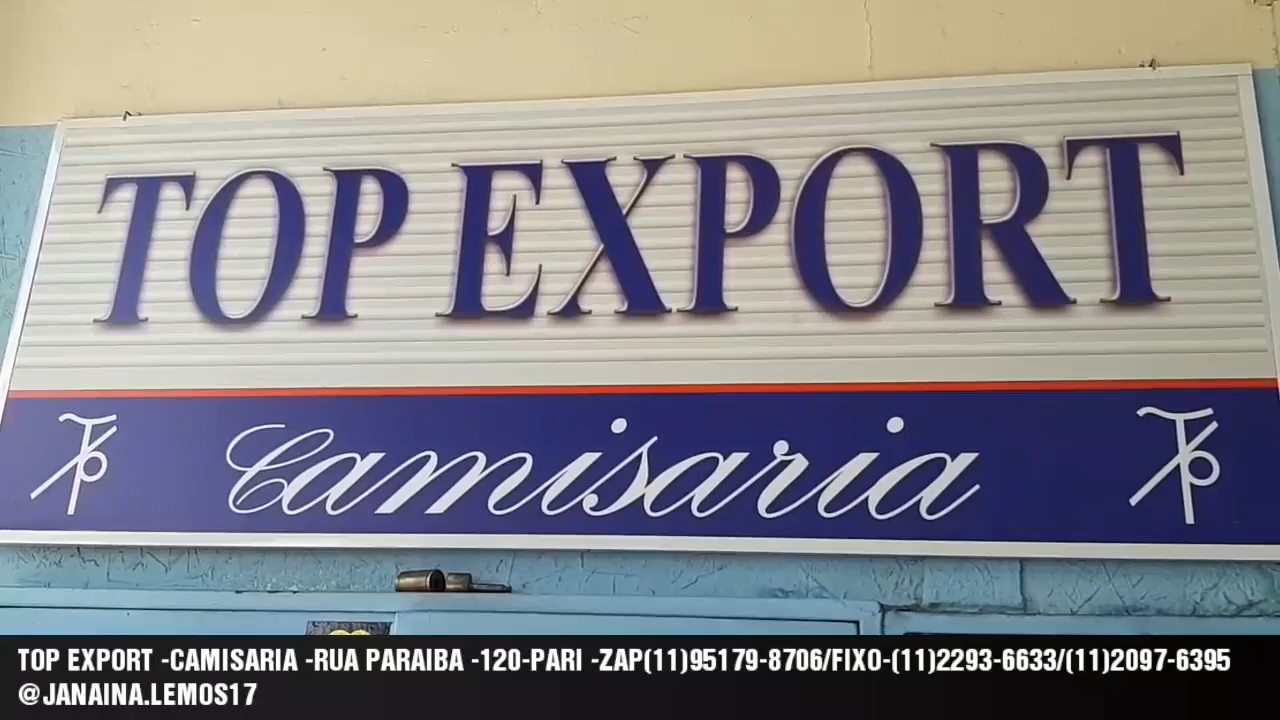 TOP EXPORT
Camisaria
TOP EXPORT -CAMISARIA -RUA PARAIBA -120-PARI -ZAP(11)95179-8706/FIXO-(11)2293-6633/(11)2097-6395
@JANAINA.LEMOS17